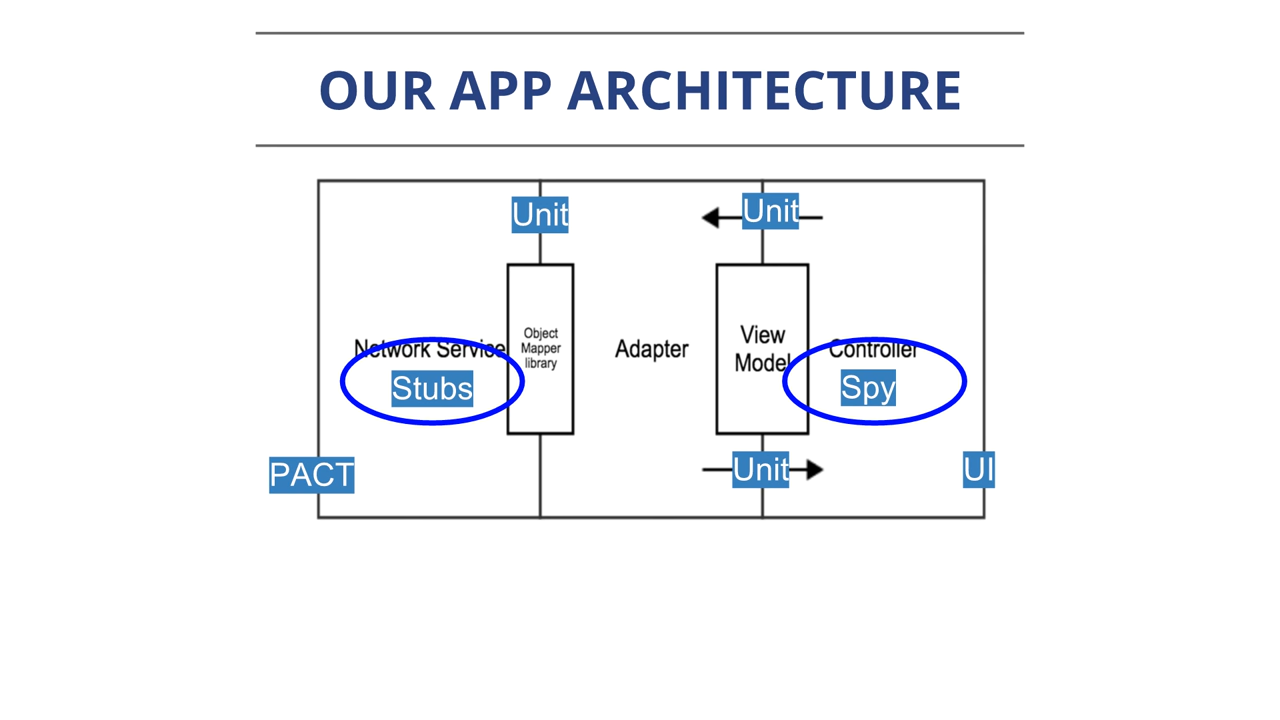 OUR APP ARCHITECTURE
Unit
Unit
Network Service
Object
Mapper
library
Adapter
View
Model
Controller
Stubs
Spy
PACT
Unit
UI